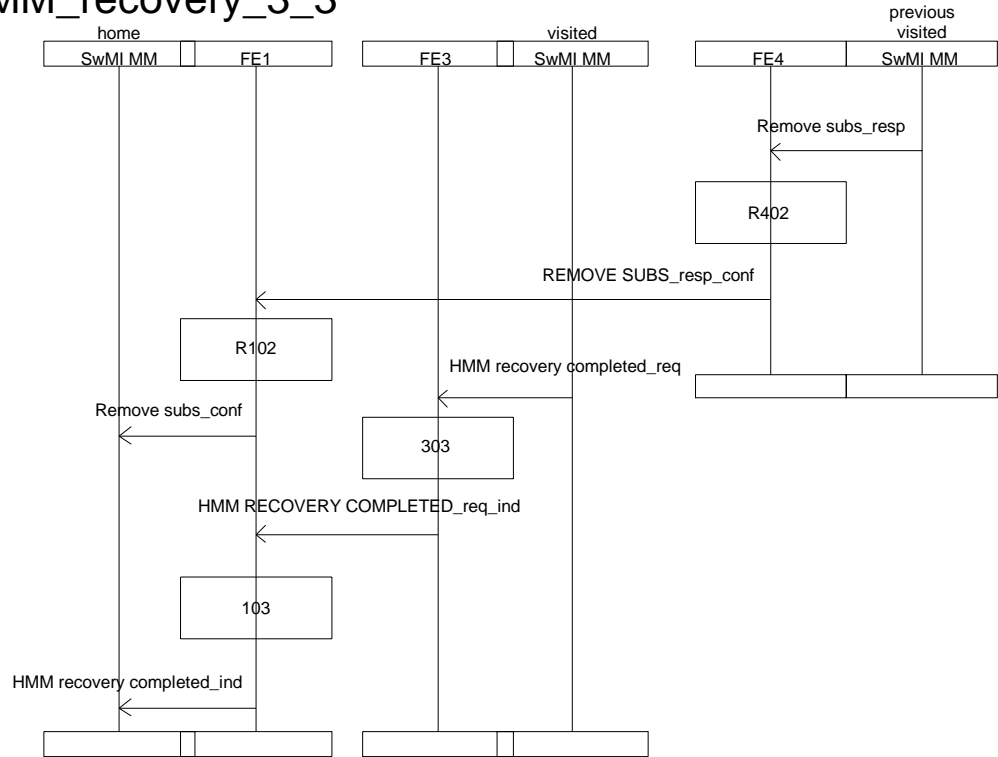 MM_recovery_3_3
home
visited
previous
visited
SwMI MM
FE1
FE3
SwMI MM
FE4
SwMI MM
Remove subs_resp
R402
REMOVE SUBS_resp_conf
R102
HMM recovery completed_req
Remove subs_conf
303
HMM RECOVERY COMPLETED_req_ind
103
HMM recovery completed_ind